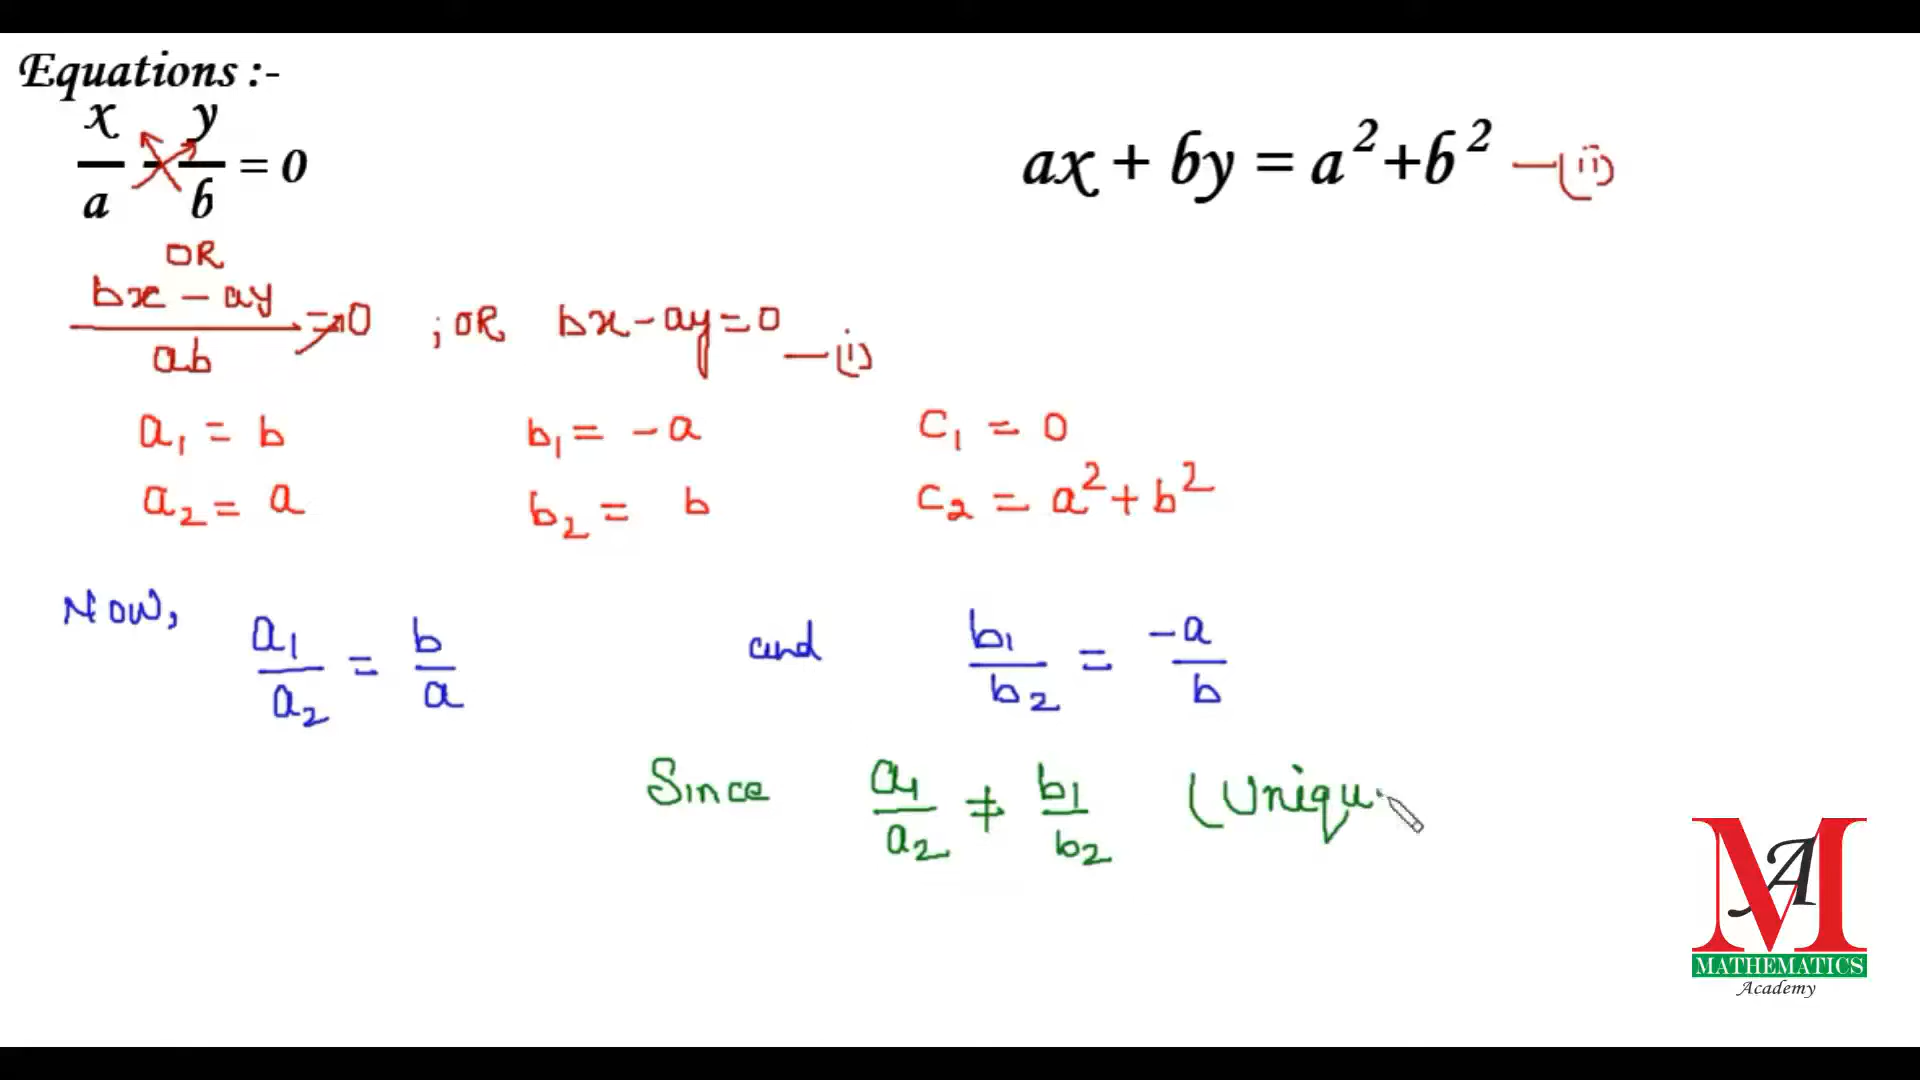 Equations :-
x/a - y/b = 0
ax + by = a²+b² —(ii)
OR
bx - ay / ab = 0 ; OR bx - ay = 0 —(i)
a₁ = b b₁ = -a c₁ = 0
a₂ = a b₂ = b c₂ = a² + b²
Now, a₁/a₂ = b/a and b₁/b₂ = -a/b
Since a₁/a₂ ≠ b₁/b₂ (Uniqu
MA
MATHEMATICS
Academy